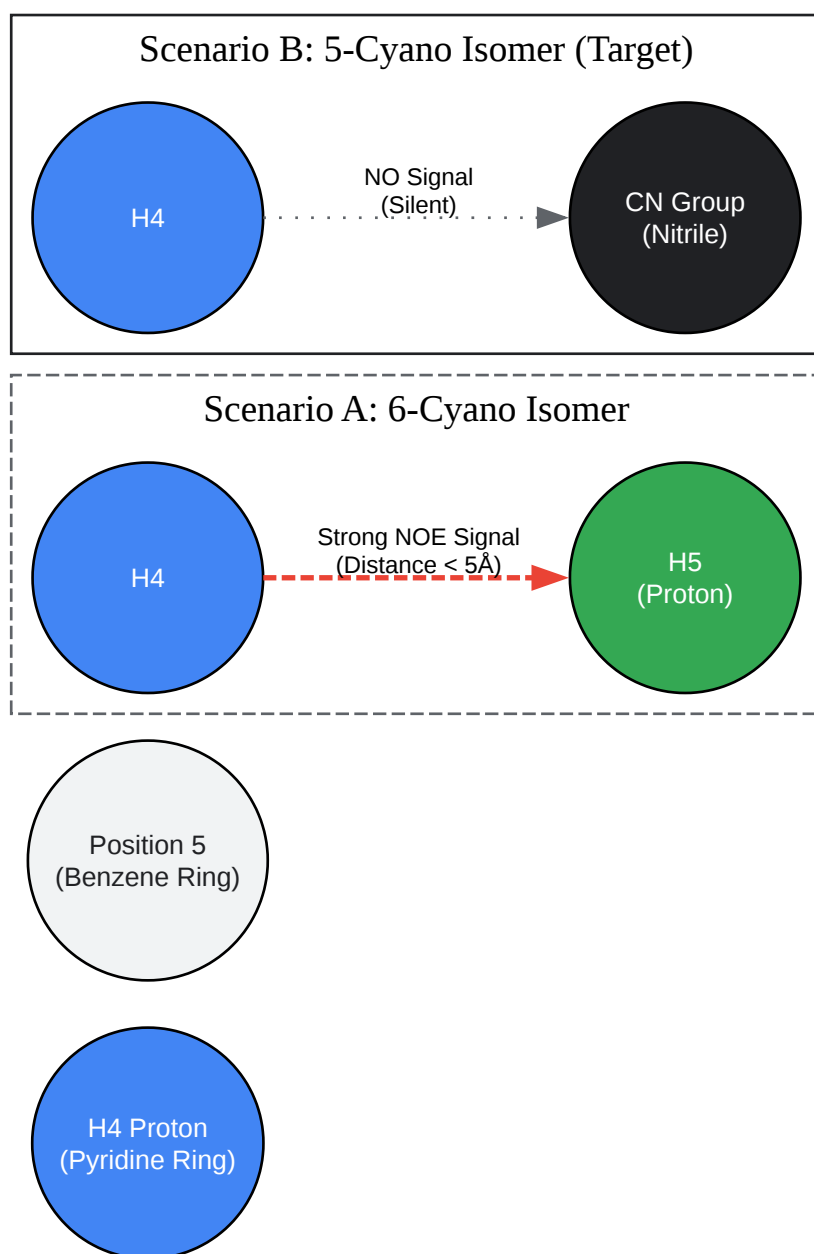 Scenario B: 5-Cyano Isomer (Target)
H4
NO Signal
(Silent)
CN Group
(Nitrile)
Scenario A: 6-Cyano Isomer
H4
Strong NOE Signal
(Distance < 5Å)
H5
(Proton)
Position 5
(Benzene Ring)
H4 Proton
(Pyridine Ring)